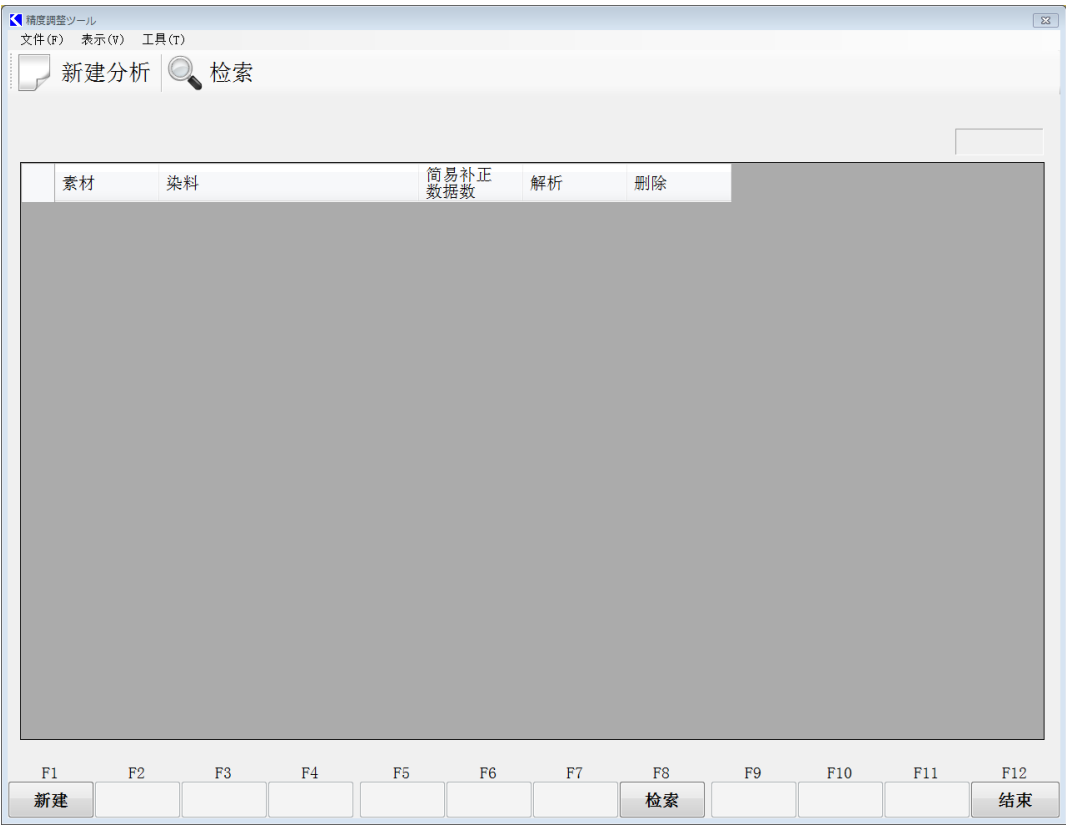 精度調整ツール
文件(F) 表示(V) 工具(T)
新建分析 检索
素材 染料 简易补正 解析 删除
数据数
F1 F2 F3 F4 F5 F6 F7 F8 F9 F10 F11 F12
新建 检索 结束